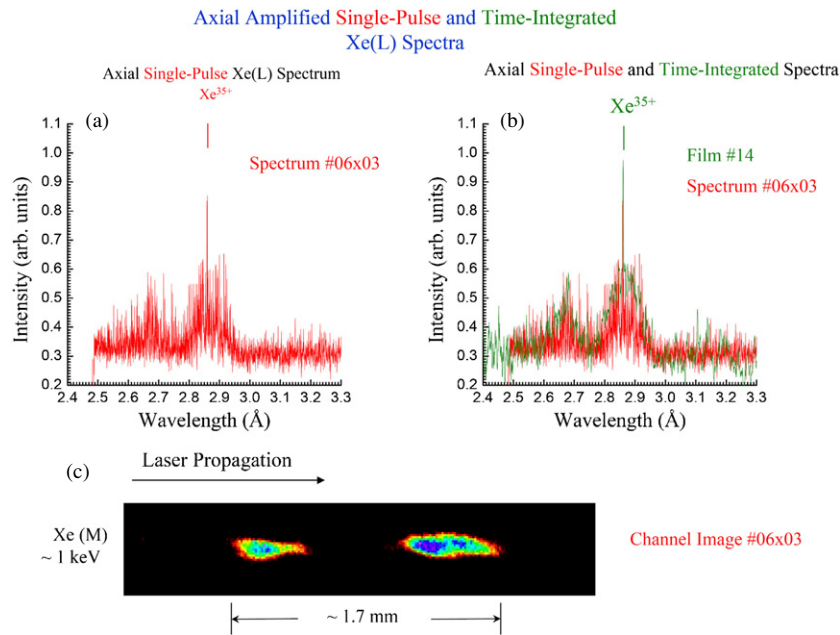 Axial Amplified Single-Pulse and Time-Integrated
Xe(L) Spectra
Axial Single-Pulse Xe(L) Spectrum
Xe35+
(a)
Spectrum #06x03
1.1
1.0
0.9
0.8
0.7
0.6
0.5
0.4
0.3
0.2
Intensity (arb. units)
2.4 2.5 2.6 2.7 2.8 2.9 3.0 3.1 3.2 3.3
Wavelength (Å)
Axial Single-Pulse and Time-Integrated Spectra
(b)
Xe35+
Film #14
Spectrum #06x03
1.1
1.0
0.9
0.8
0.7
0.6
0.5
0.4
0.3
0.2
Intensity (arb. units)
2.4 2.5 2.6 2.7 2.8 2.9 3.0 3.1 3.2 3.3
Wavelength (Å)
(c)
Laser Propagation
Xe (M)
~ 1 keV
Channel Image #06x03
~ 1.7 mm